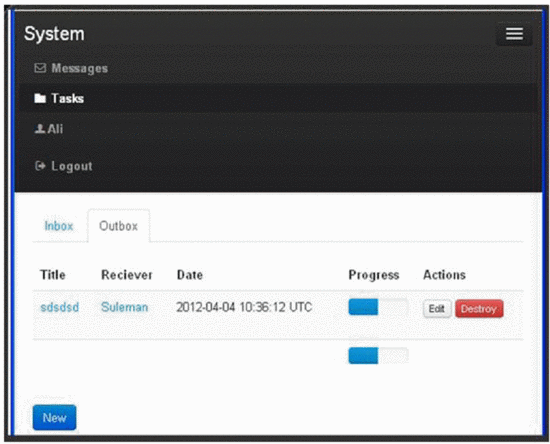 System
Messages
Tasks
Ali
Logout
Inbox Outbox
Title Reciever Date Progress Actions
sdsdsd Suleman 2012-04-04 10:36:12 UTC Edit Destroy
New